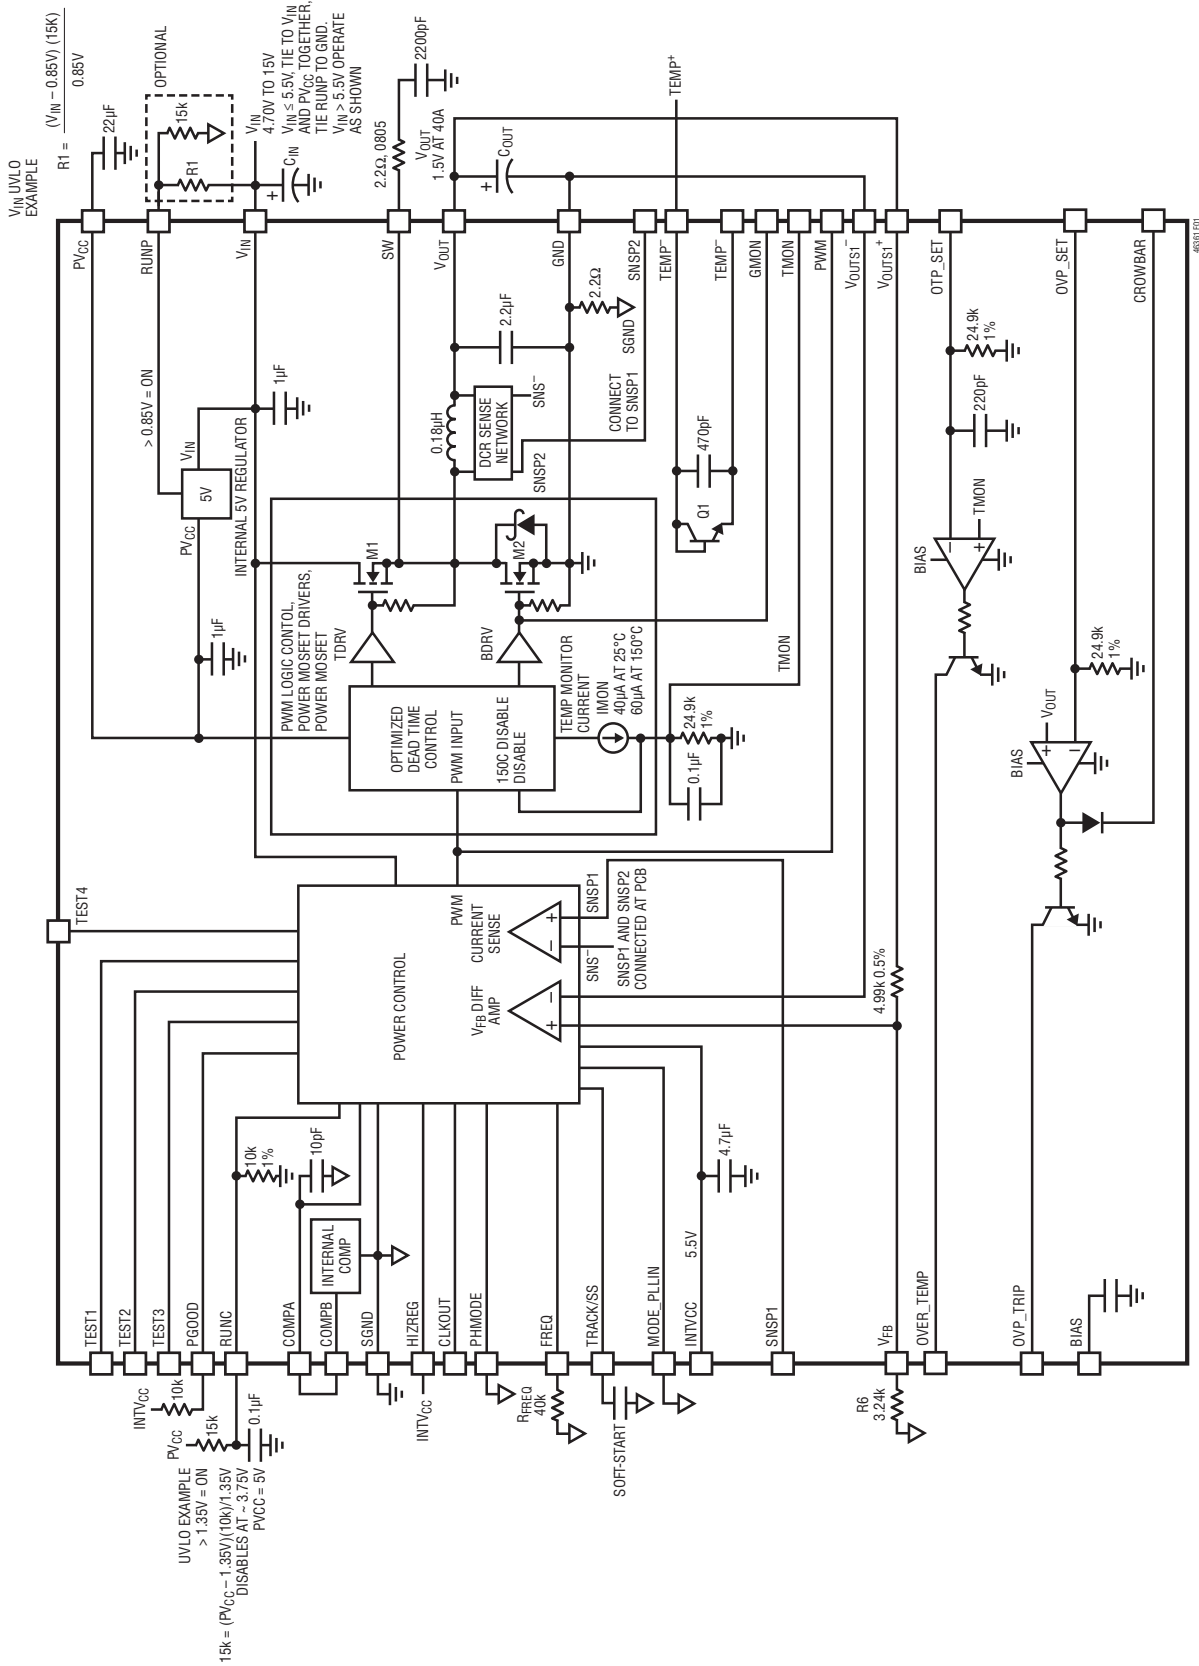 VIN UVLO
EXAMPLE
R1 = (VIN – 0.85V) (15K)
0.85V
22µF
OPTIONAL
15k
R1
VIN
4.70V TO 15V
VIN ≤ 5.5V, TIE TO VIN
AND PVCC TOGETHER,
TIE RUNP TO GND.
VIN > 5.5V OPERATE
AS SHOWN
CIN
+
2.2Ω, 0805
2200pF
VOUT
1.5V AT 40A
COUT
+
TEMP+
PVCC
RUNP
VIN
SW
VOUT
GND
SNSP2
TEMP–
TEMP–
GMON
TMON
PWM
VOUTS1–
VOUTS1+
OTP_SET
OVP_SET
CROWBAR
46361 F01
> 0.85V = ON
VIN
5V
PVCC
INTERNAL 5V REGULATOR
1µF
1µF
0.18µH
2.2µF
DCR SENSE
NETWORK
SNS–
SNSP2
2.2Ω
SGND
CONNECT
TO SNSP1
470pF
Q1
24.9k
1%
220pF
TMON
BIAS
–
+
PWM LOGIC CONTOL,
POWER MOSFET DRIVERS,
POWER MOSFET
TDRV
M1
BDRV
M2
OPTIMIZED
DEAD TIME
CONTROL
PWM INPUT
150C DISABLE
DISABLE
TEMP MONITOR
CURRENT
IMON
40µA AT 25°C
60µA AT 150°C
TMON
24.9k
1%
0.1µF
24.9k
1%
VOUT
BIAS
+
–
TEST4
POWER CONTROL
PWM
CURRENT
SENSE
+
–
SNSP1
SNS–
SNSP1 AND SNSP2
CONNECTED AT PCB
VFB DIFF
AMP
–
+
4.99k 0.5%
10k
1%
10pF
INTERNAL
COMP
4.7µF
5.5V
TEST1
TEST2
TEST3
PGOOD
RUNC
COMPA
COMPB
SGND
HIZREG
CLKOUT
PHMODE
FREQ
TRACK/SS
MODE_PLLIN
INTVCC
SNSP1
VFB
OVER_TEMP
OVP_TRIP
BIAS
INTVCC
10k
PVCC
15k
0.1µF
UVLO EXAMPLE
> 1.35V = ON
15k = (PVCC – 1.35V)(10k)/1.35V
DISABLES AT ~ 3.75V
PVCC = 5V
INTVCC
RFREQ
40k
SOFT-START
R6
3.24k